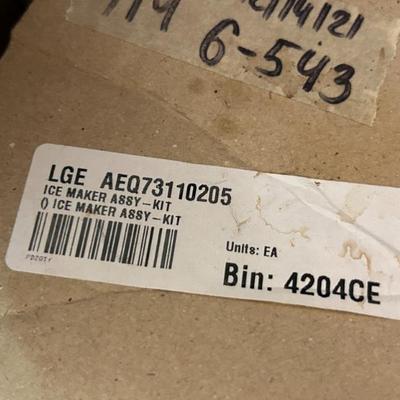 6-543
LGE AEQ73110205
ICE MAKER ASSY-KIT
() ICE MAKER ASSY-KIT
Units: EA
Bin: 4204CE